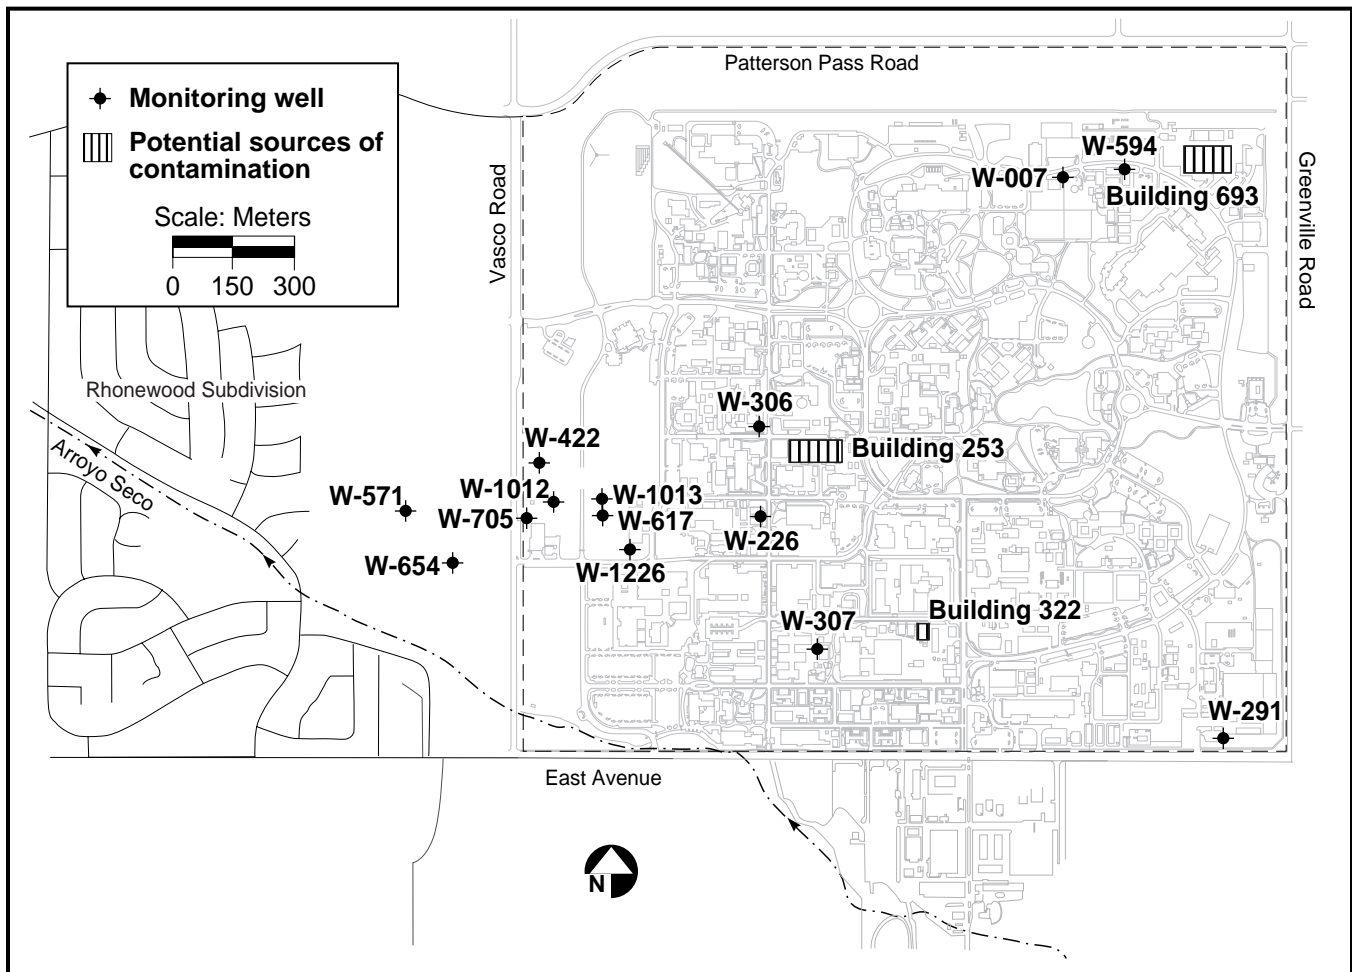 Patterson Pass Road
Monitoring well
Potential sources of
contamination
Scale: Meters
0 150 300
Vasco Road
Greenville Road
W-594
W-007
Building 693
Rhonewood Subdivision
Arroyo Seco
W-306
W-422
Building 253
W-571
W-1012
W-1013
W-705
W-617
W-226
W-654
W-1226
Building 322
W-307
W-291
East Avenue
N